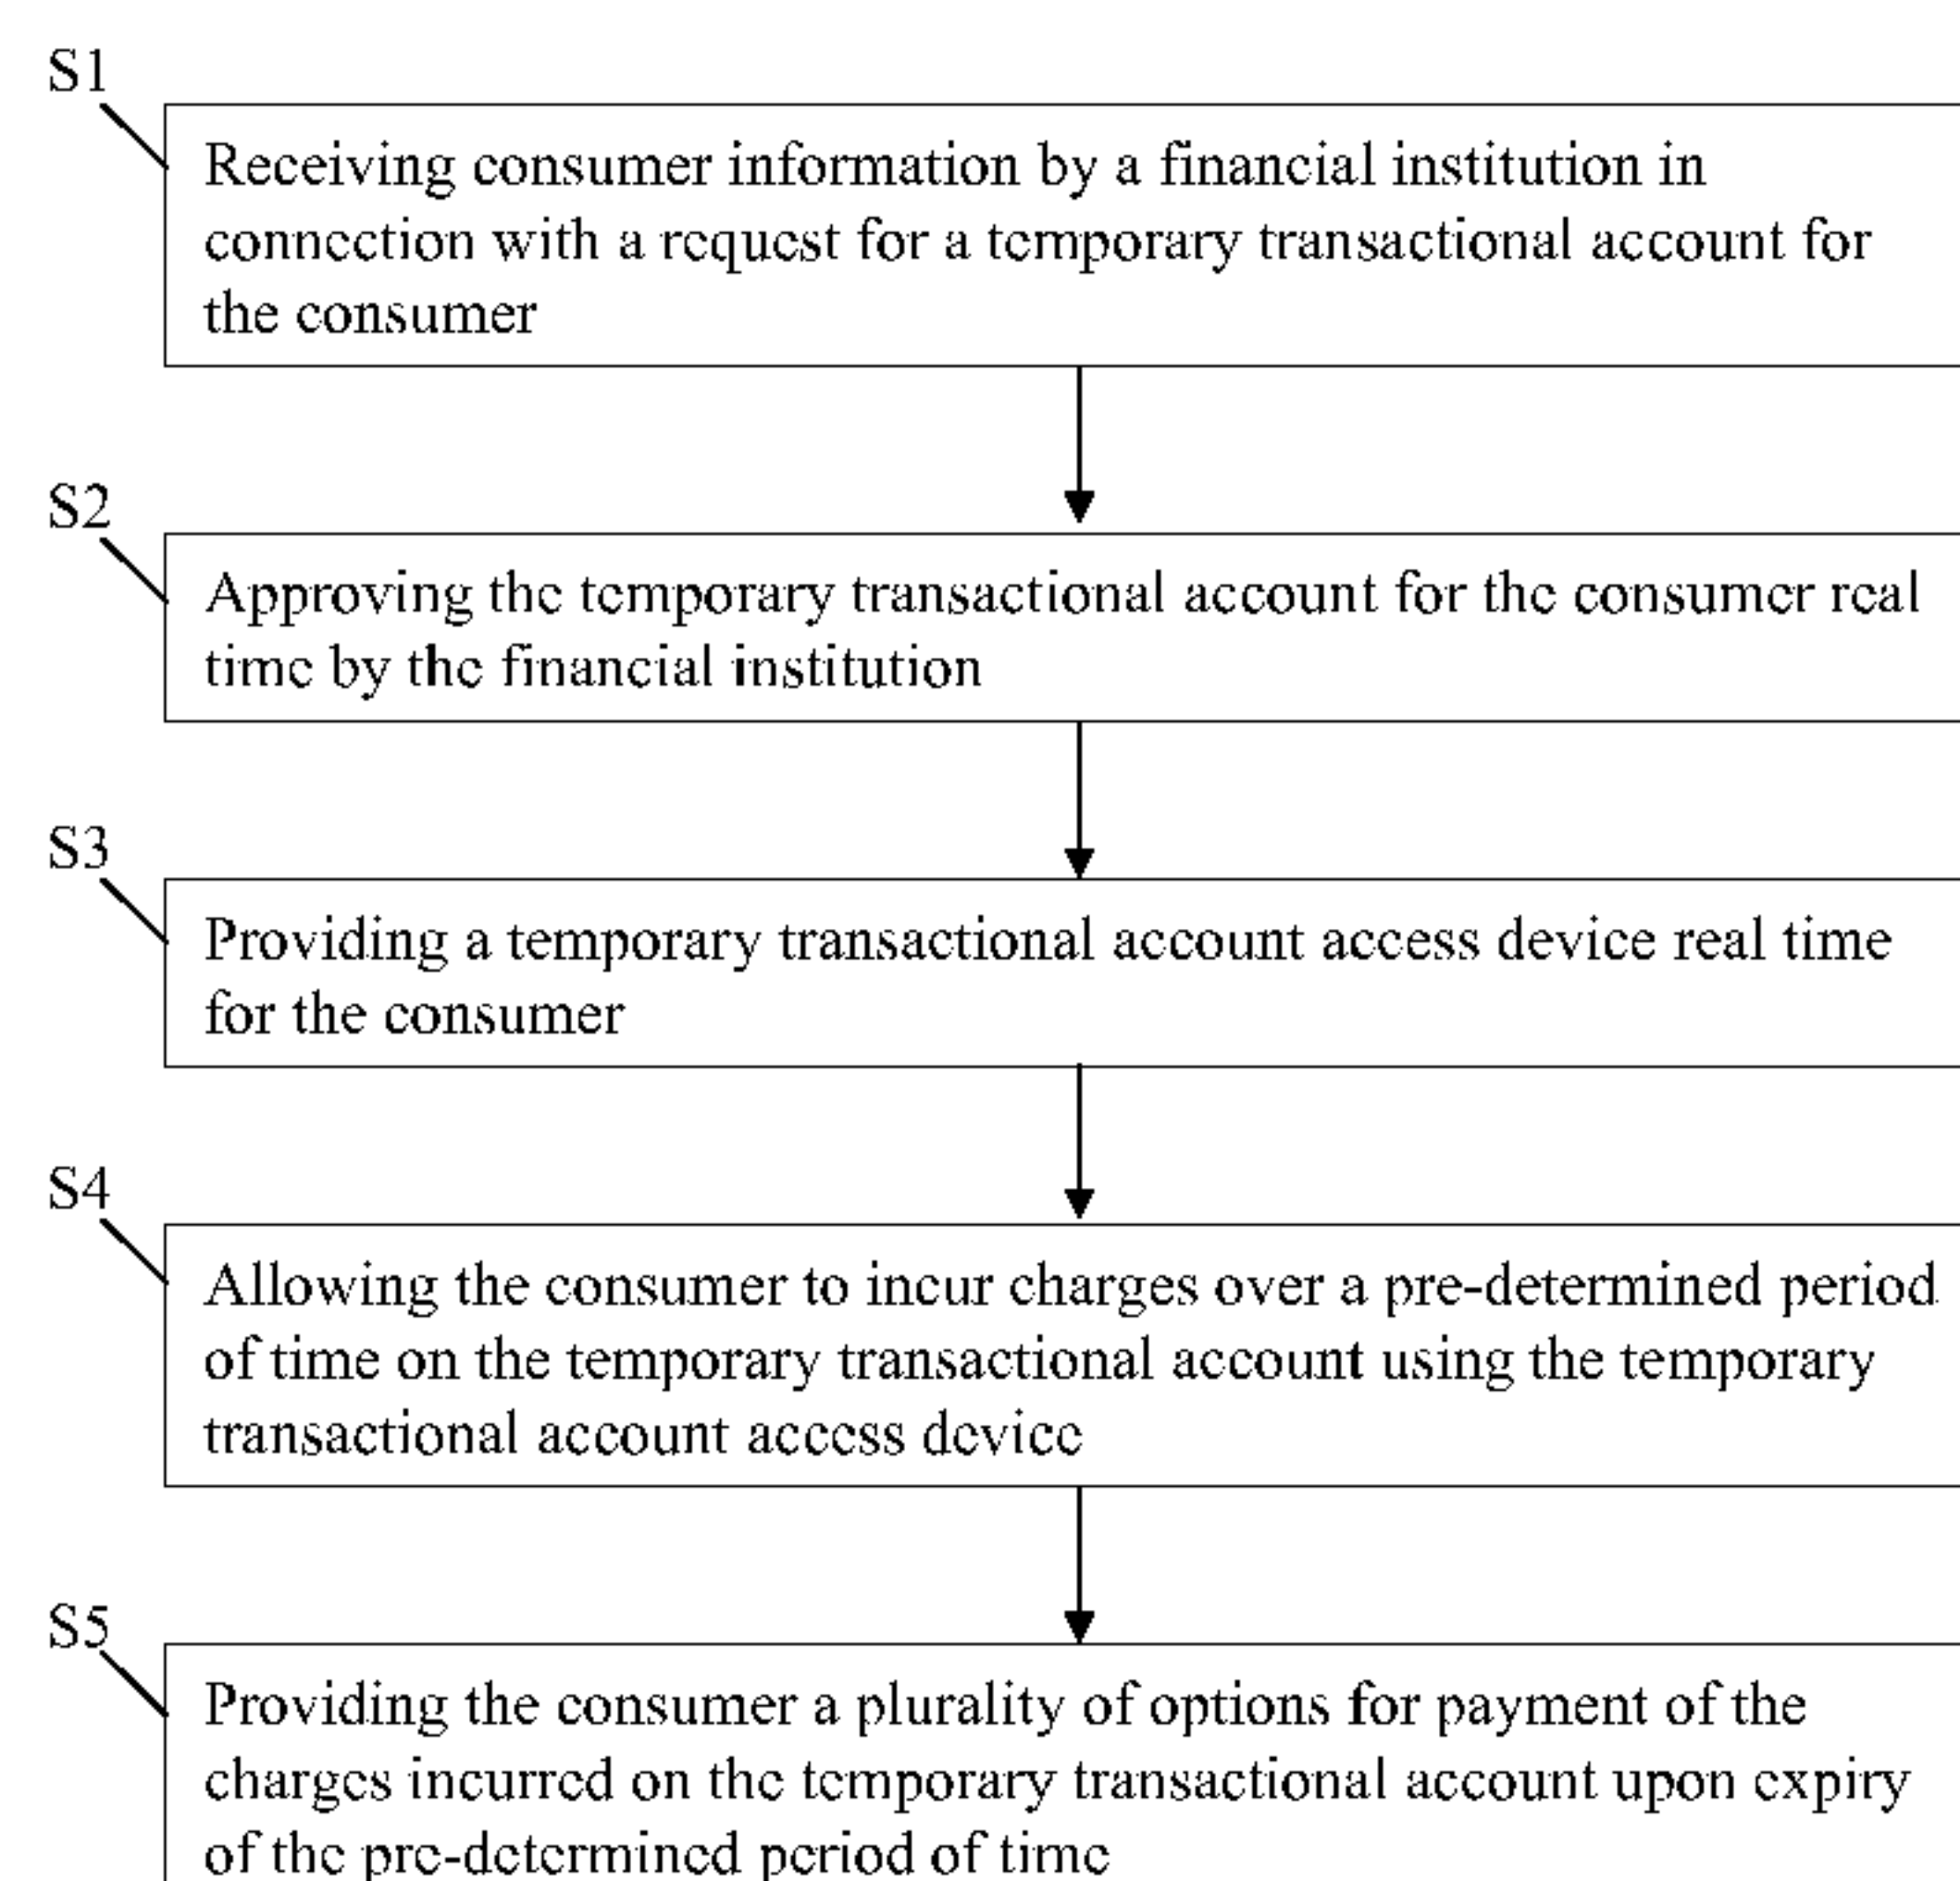 S1
Receiving consumer information by a financial institution in
connection with a request for a temporary transactional account for
the consumer
S2
Approving the temporary transactional account for the consumer real
time by the financial institution
S3
Providing a temporary transactional account access device real time
for the consumer
S4
Allowing the consumer to incur charges over a pre-determined period
of time on the temporary transactional account using the temporary
transactional account access device
S5
Providing the consumer a plurality of options for payment of the
charges incurred on the temporary transactional account upon expiry
of the pre-determined period of time